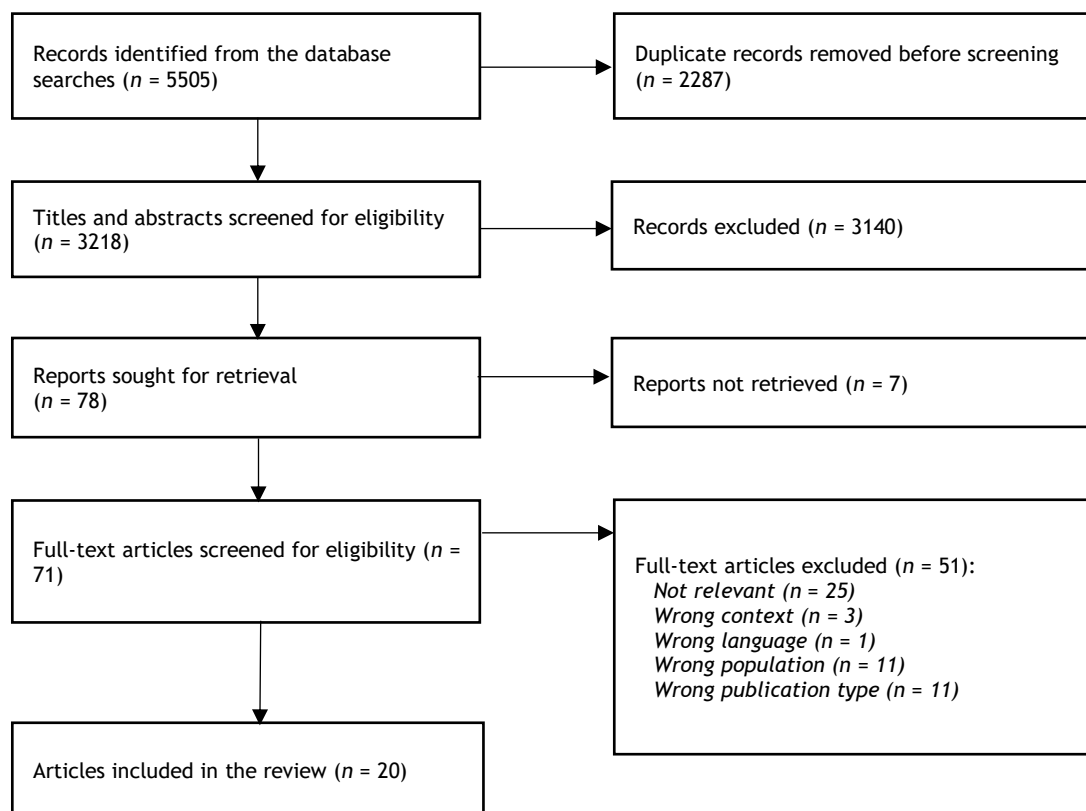 Records identified from the database
searches (n = 5505)
Duplicate records removed before screening
(n = 2287)
Titles and abstracts screened for eligibility
(n = 3218)
Records excluded (n = 3140)
Reports sought for retrieval
(n = 78)
Reports not retrieved (n = 7)
Full-text articles screened for eligibility (n =
71)
Full-text articles excluded (n = 51):
Not relevant (n = 25)
Wrong context (n = 3)
Wrong language (n = 1)
Wrong population (n = 11)
Wrong publication type (n = 11)
Articles included in the review (n = 20)